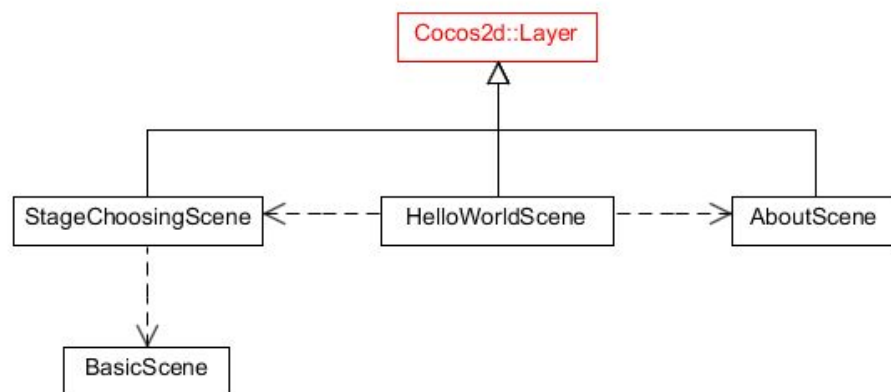 Cocos2d::Layer
StageChoosingScene
HelloWorldScene
AboutScene
BasicScene